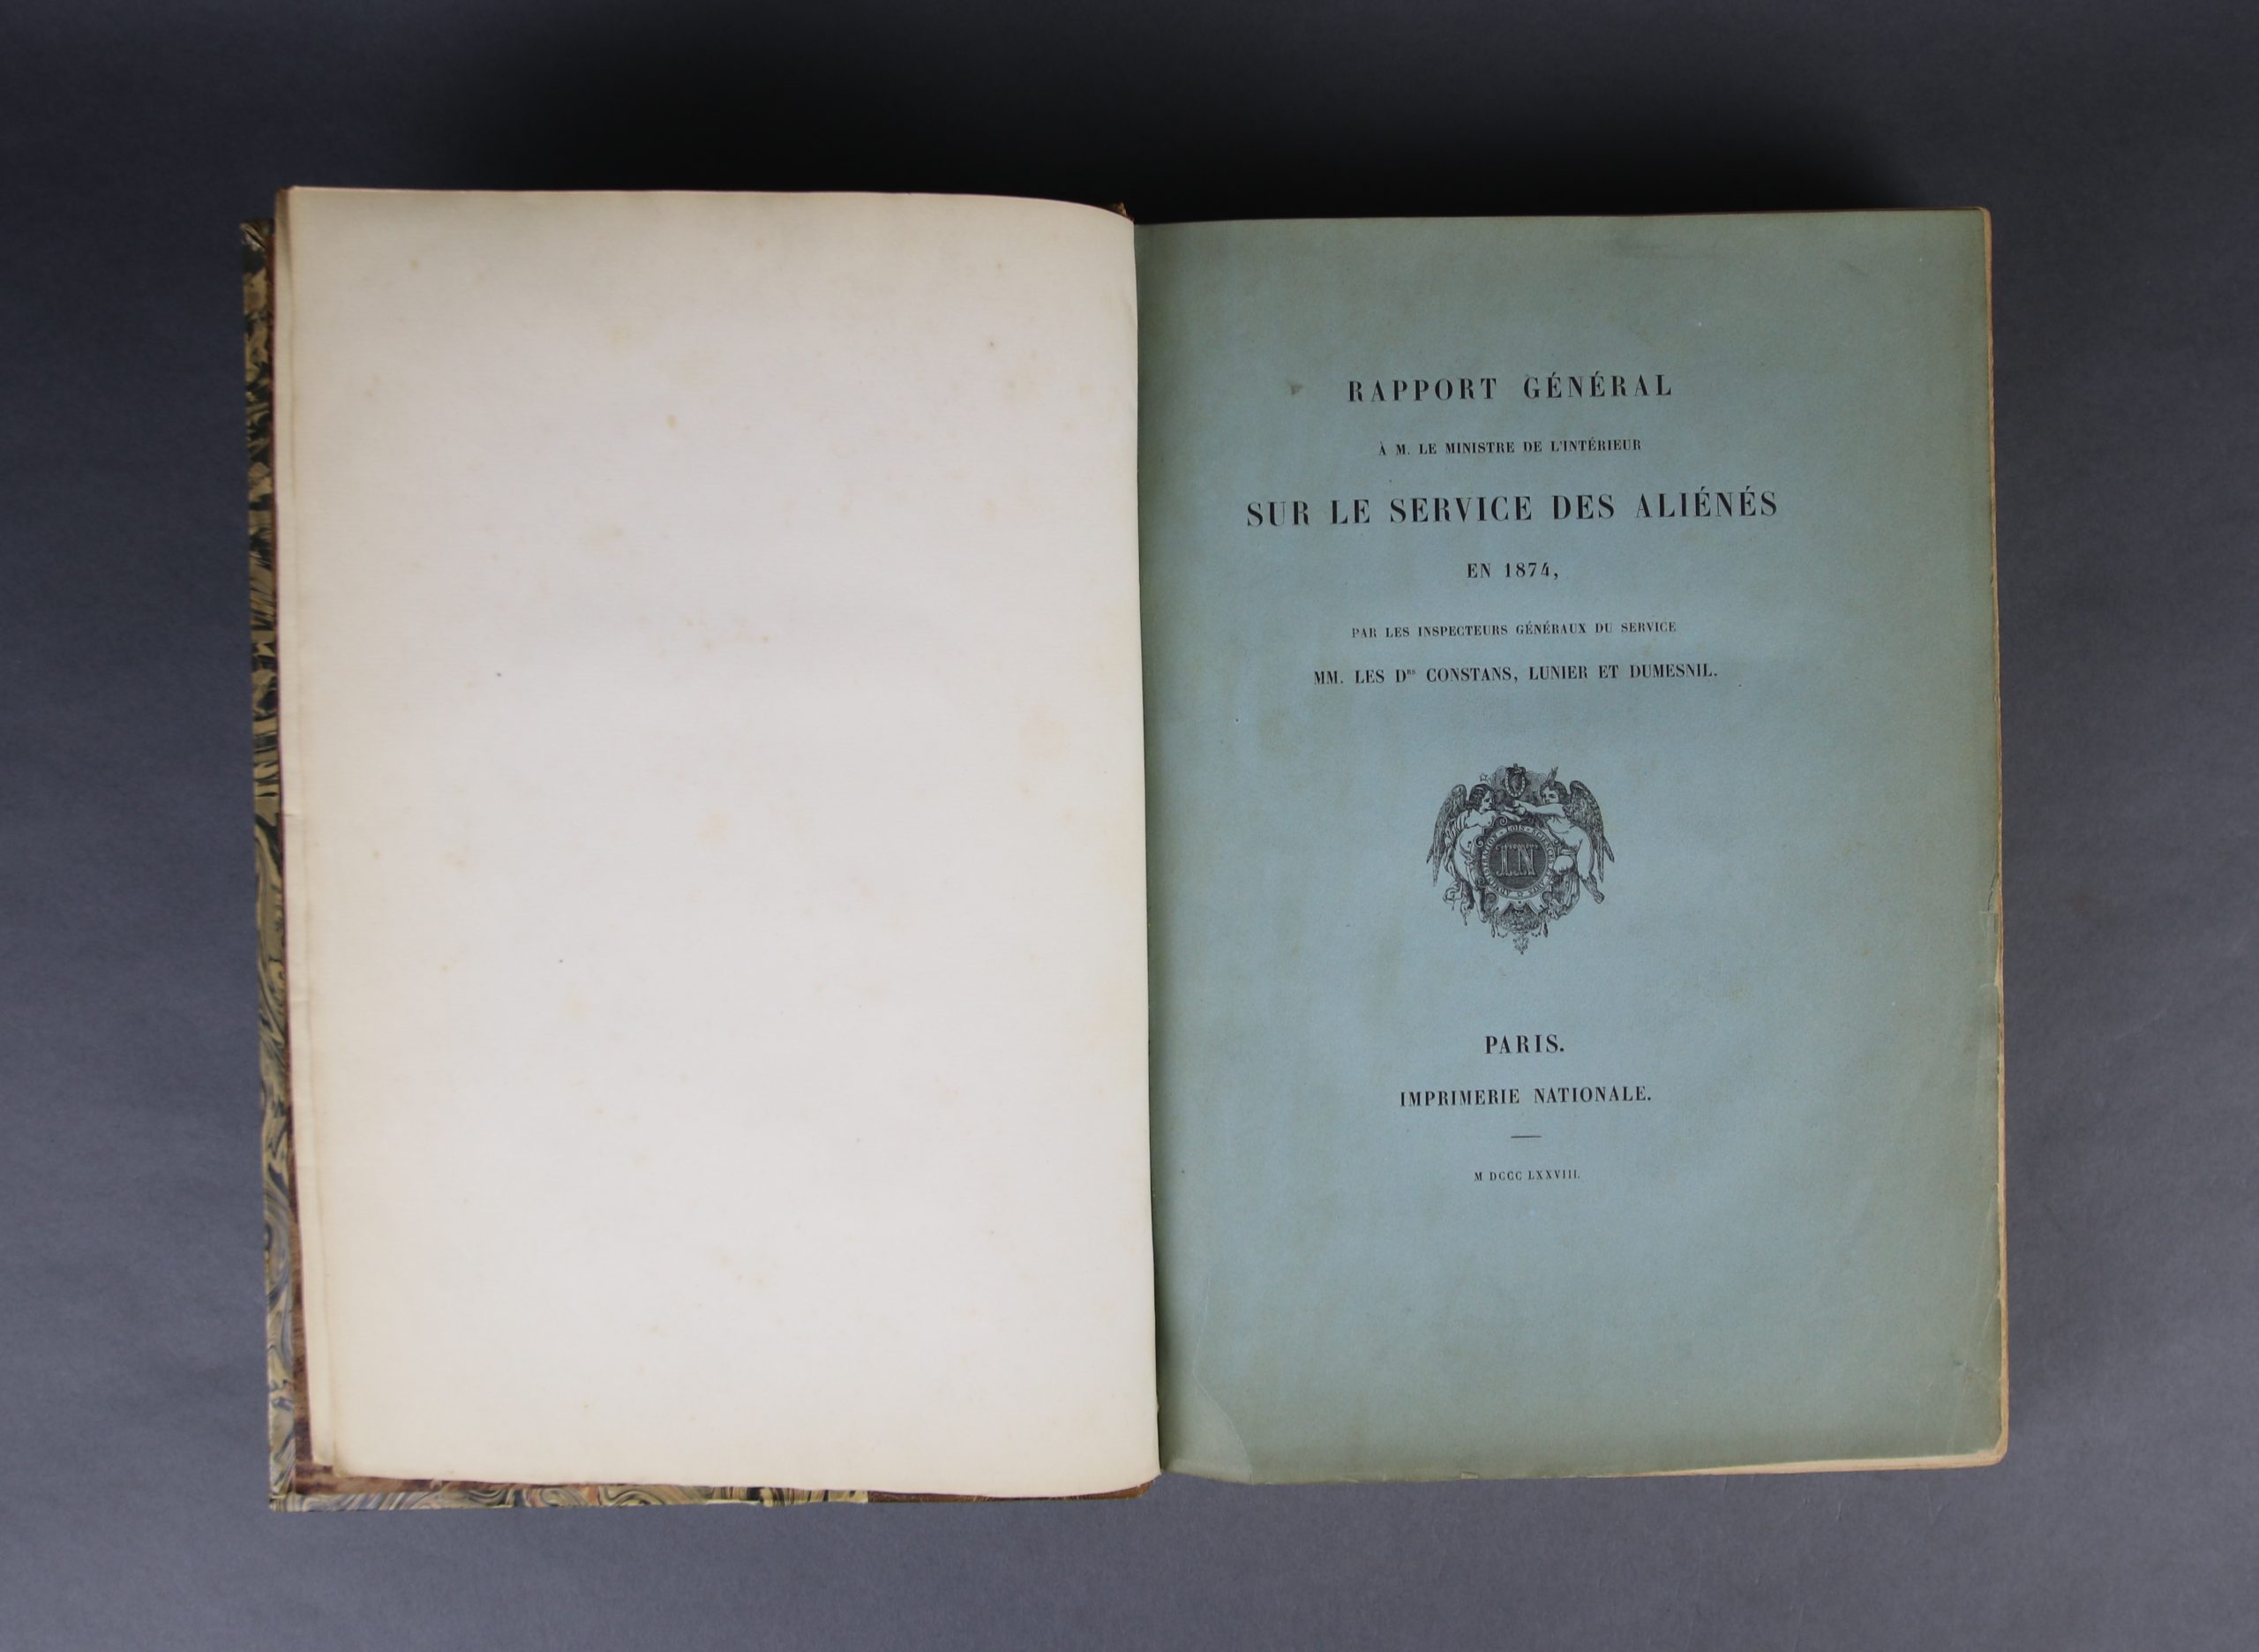 RAPPORT GÉNÉRAL
À M. LE MINISTRE DE L'INTÉRIEUR
SUR LE SERVICE DES ALIÉNÉS
EN 1874,
PAR LES INSPECTEURS GÉNÉRAUX DU SERVICE
MM. LES Drs CONSTANS, LUNIER ET DUMESNIL.
IN
PARIS.
IMPRIMERIE NATIONALE.
M DCCC LXXVIII.